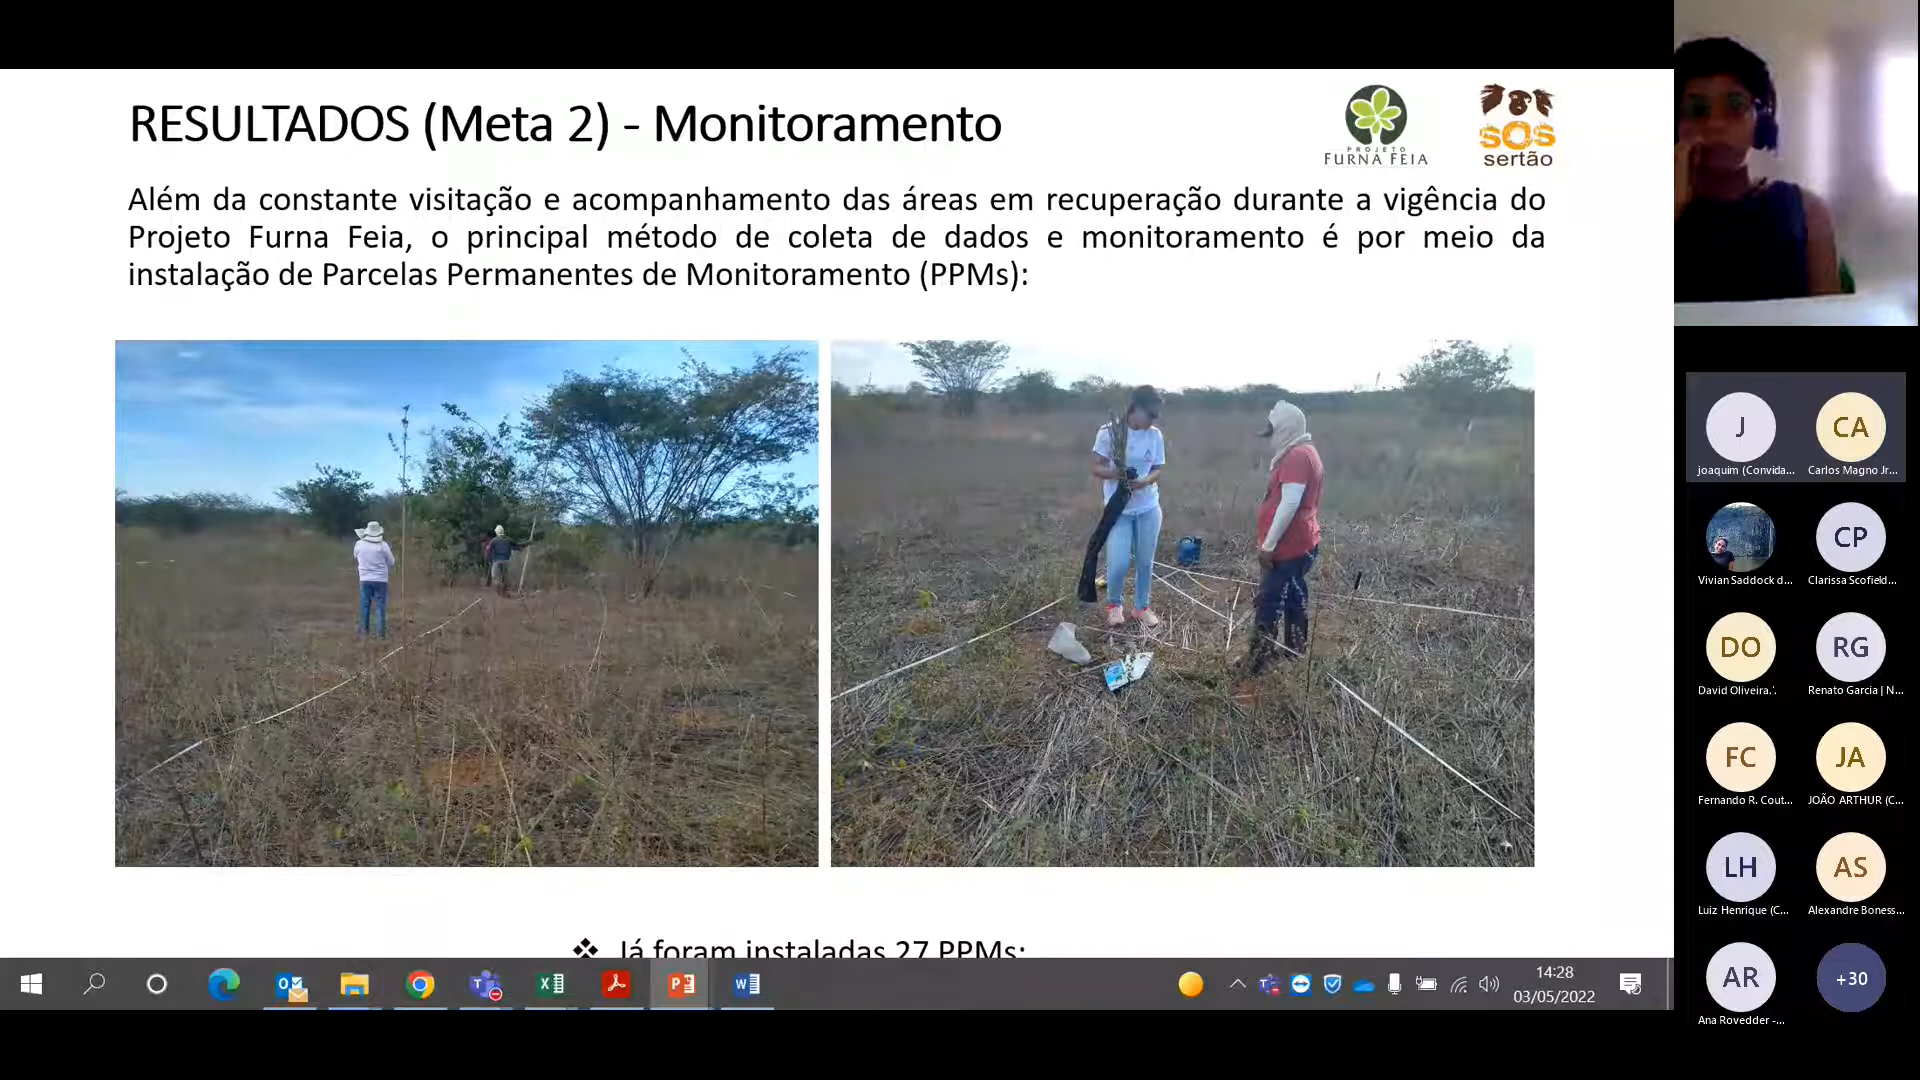 RESULTADOS (Meta 2) - Monitoramento
PROJETO
FURNA FEIA
SOS
sertão
Além da constante visitação e acompanhamento das áreas em recuperação durante a vigência do
Projeto Furna Feia, o principal método de coleta de dados e monitoramento é por meio da
instalação de Parcelas Permanentes de Monitoramento (PPMs):
❖ Já foram instaladas 27 PPMs:
J
CA
joaquim (Convida...
Carlos Magno Jr...
CP
Vivian Saddock d...
Clarissa Scofield...
DO
RG
David Oliveira.'.
Renato Garcia | N...
FC
JA
Fernando R. Cout...
JOÃO ARTHUR (C...
LH
AS
Luiz Henrique (C...
Alexandre Boness...
AR
+30
Ana Rovedder -...
14:28
03/05/2022